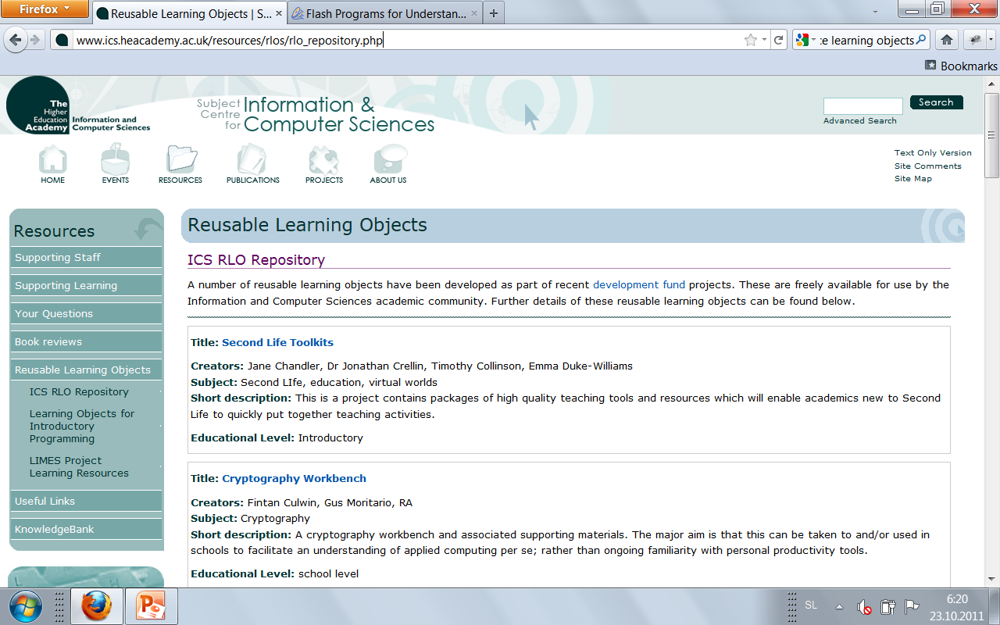 Firefox
Reusable Learning Objects | S...
Flash Programs for Understan...
www.ics.heacademy.ac.uk/resources/rlos/rlo_repository.php
:e learning objects
Bookmarks
The
Higher
Education
Academy
Information and
Computer Sciences
Subject
Centre
for
Information &
Computer Sciences
Search
Advanced Search
HOME
EVENTS
RESOURCES
PUBLICATIONS
PROJECTS
ABOUT US
Text Only Version
Site Comments
Site Map
Resources
Supporting Staff
Supporting Learning
Your Questions
Book reviews
Reusable Learning Objects
ICS RLO Repository
Learning Objects for
Introductory
Programming
LIMES Project
Learning Resources
Useful Links
KnowledgeBank
Reusable Learning Objects
ICS RLO Repository
A number of reusable learning objects have been developed as part of recent development fund projects. These are freely available for use by the
Information and Computer Sciences academic community. Further details of these reusable learning objects can be found below.
Title: Second Life Toolkits
Creators: Jane Chandler, Dr Jonathan Crellin, Timothy Collinson, Emma Duke-Williams
Subject: Second LIfe, education, virtual worlds
Short description: This is a project contains packages of high quality teaching tools and resources which will enable academics new to Second
Life to quickly put together teaching activities.
Educational Level: Introductory
Title: Cryptography Workbench
Creators: Fintan Culwin, Gus Moritario, RA
Subject: Cryptography
Short description: A cryptography workbench and associated supporting materials. The major aim is that this can be taken to and/or used in
schools to facilitate an understanding of applied computing per se; rather than ongoing familiarity with personal productivity tools.
Educational Level: school level
SL
6:20
23.10.2011